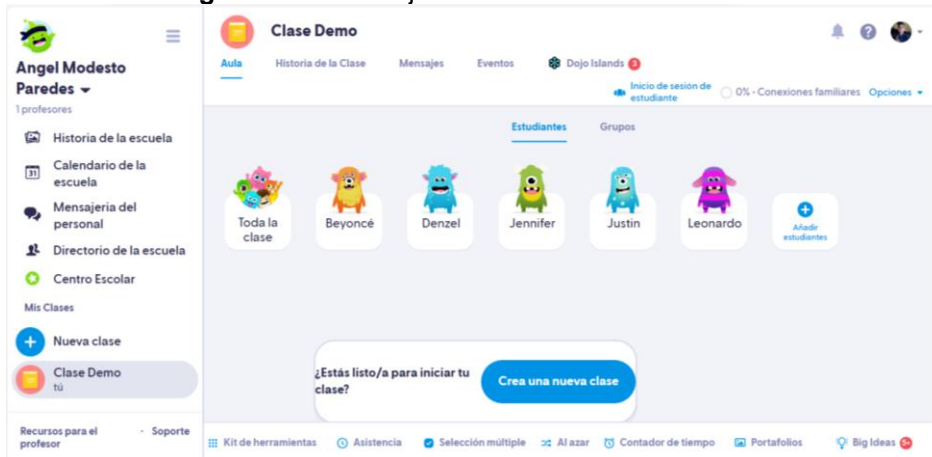 Angel Modesto
Paredes
1 profesores
Historia de la escuela
31
Calendario de la
escuela
Mensajeria del
personal
Directorio de la escuela
Centro Escolar
Mis Clases
Nueva clase
Clase Demo
tú
Recursos para el
profesor
- Soporte
Clase Demo
Aula Historia de la Clase Mensajes Eventos Dojo Islands 3
Inicio de sesión de
estudiante
0% - Conexiones familiares Opciones
Estudiantes Grupos
Toda la
clase
Beyoncé
Denzel
Jennifer
Justin
Leonardo
Añadir
estudiantes
¿Estás listo/a para iniciar tu
clase?
Crea una nueva clase
Kit de herramientas Asistencia Selección múltiple Al azar Contador de tiempo Portafolios Big Ideas